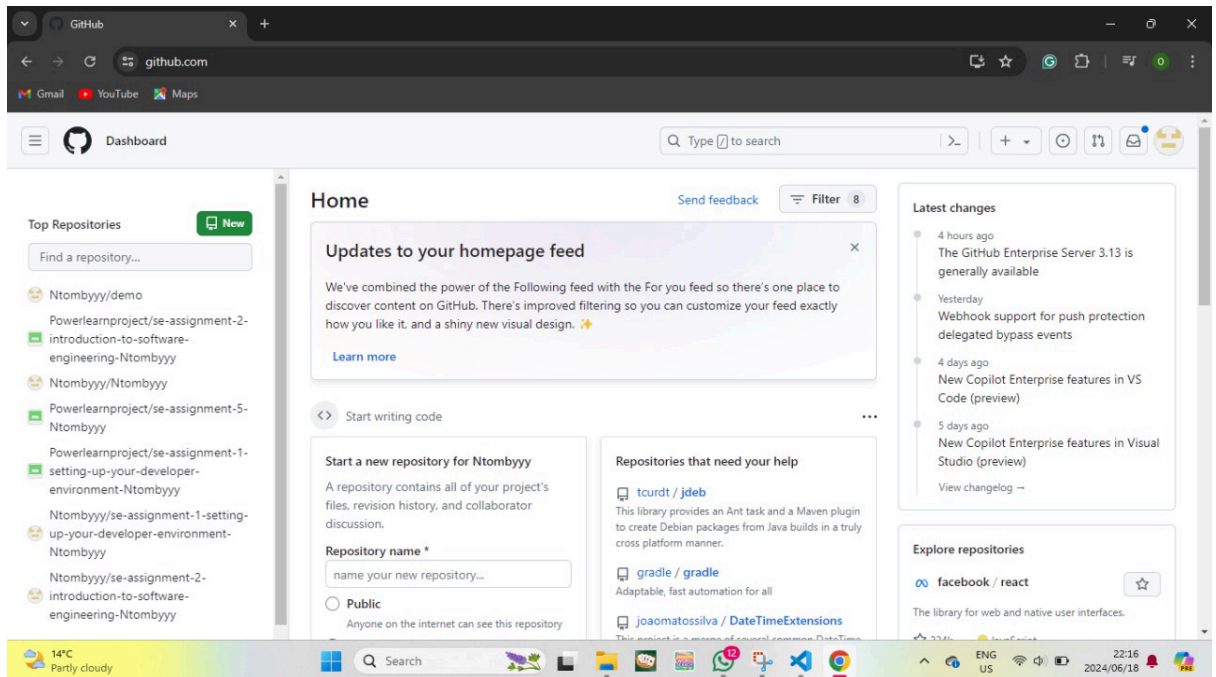 GitHub
github.com
Gmail YouTube Maps
Dashboard
Type / to search
Top Repositories
New
Find a repository...
Ntombyyy/demo
Powerlearnproject/se-assignment-2-
introduction-to-software-
engineering-Ntombyyy
Ntombyyy/Ntombyyy
Powerlearnproject/se-assignment-5-
Ntombyyy
Powerlearnproject/se-assignment-1-
setting-up-your-developer-
environment-Ntombyyy
Ntombyyy/se-assignment-1-setting-
up-your-developer-environment-
Ntombyyy
Ntombyyy/se-assignment-2-
introduction-to-software-
engineering-Ntombyyy
Home
Send feedback
Filter 8
Updates to your homepage feed
We've combined the power of the Following feed with the For you feed so there's one place to
discover content on GitHub. There's improved filtering so you can customize your feed exactly
how you like it, and a shiny new visual design. ✨
Learn more
Start writing code
Start a new repository for Ntombyyy
A repository contains all of your project's
files, revision history, and collaborator
discussion.
Repository name *
name your new repository...
Public
Anyone on the internet can see this repository
Repositories that need your help
tcurdt / jdeb
This library provides an Ant task and a Maven plugin
to create Debian packages from Java builds in a truly
cross platform manner.
gradle / gradle
Adaptable, fast automation for all
joaomatossilva / DateTimeExtensions
This project is a merge of several common DateTime
Latest changes
4 hours ago
The GitHub Enterprise Server 3.13 is
generally available
Yesterday
Webhook support for push protection
delegated bypass events
4 days ago
New Copilot Enterprise features in VS
Code (preview)
5 days ago
New Copilot Enterprise features in Visual
Studio (preview)
View changelog →
Explore repositories
facebook / react
The library for web and native user interfaces.
JavaScript
14°C
Partly cloudy
Search
12
ENG
US
22:16
2024/06/18
PRE